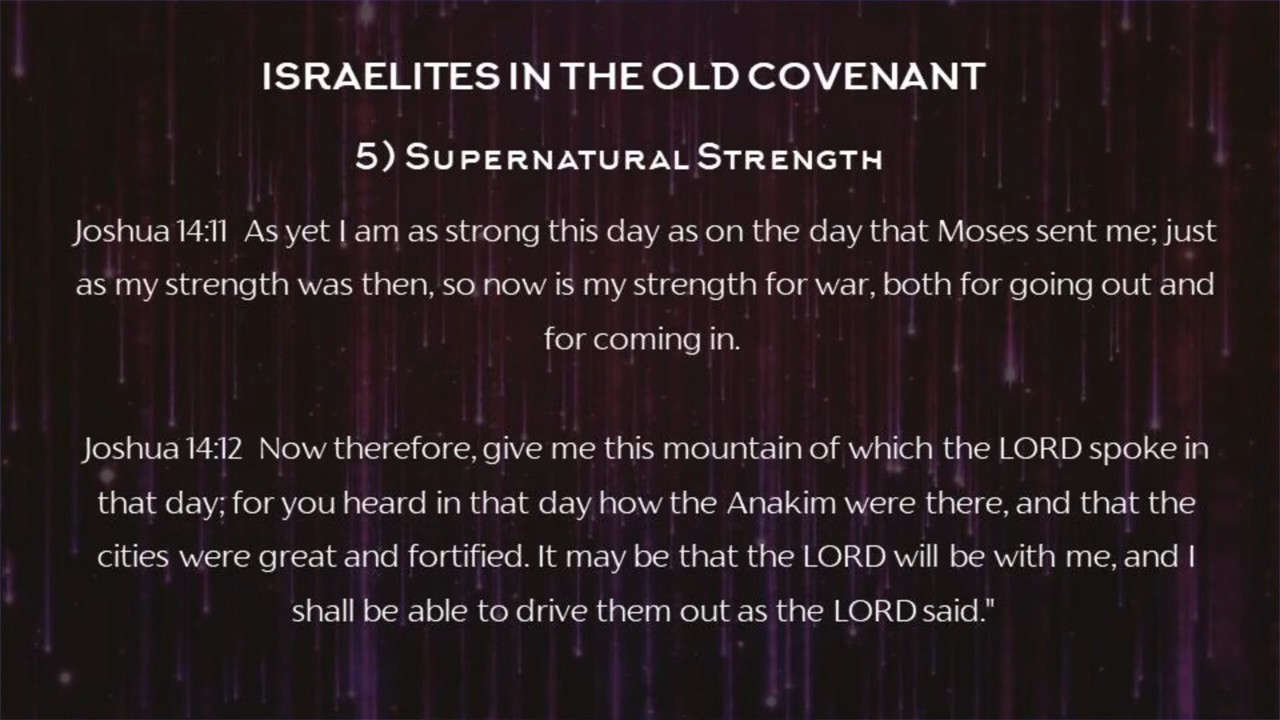 ISRAELITES IN THE OLD COVENANT
5) SUPERNATURAL STRENGTH
Joshua 14:11 As yet I am as strong this day as on the day that Moses sent me; just
as my strength was then, so now is my strength for war, both for going out and
for coming in.
Joshua 14:12 Now therefore, give me this mountain of which the LORD spoke in
that day; for you heard in that day how the Anakim were there, and that the
cities were great and fortified. It may be that the LORD will be with me, and I
shall be able to drive them out as the LORD said."